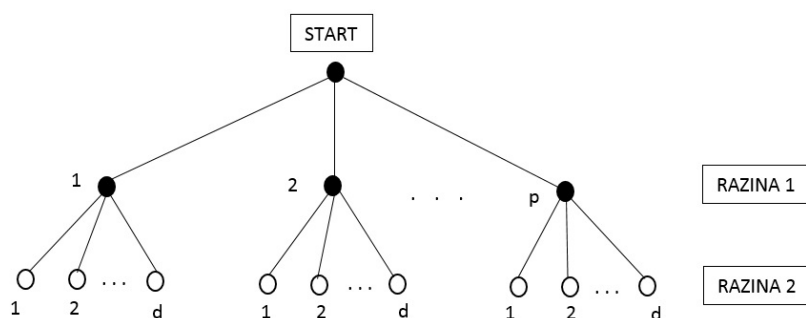 START
1
2
. . .
p
RAZINA 1
1 2 ... d
1 2 ... d
1 2 ... d
RAZINA 2